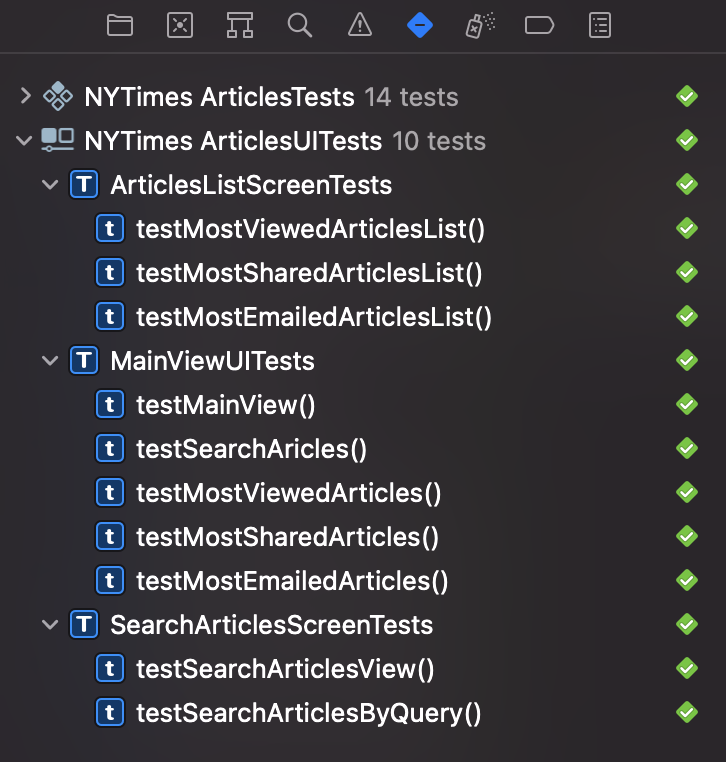 NYTimes ArticlesTests 14 tests
NYTimes ArticlesUITests 10 tests
T ArticlesListScreenTests
t testMostViewedArticlesList()
t testMostSharedArticlesList()
t testMostEmailedArticlesList()
T MainViewUITests
t testMainView()
t testSearchAricles()
t testMostViewedArticles()
t testMostSharedArticles()
t testMostEmailedArticles()
T SearchArticlesScreenTests
t testSearchArticlesView()
t testSearchArticlesByQuery()